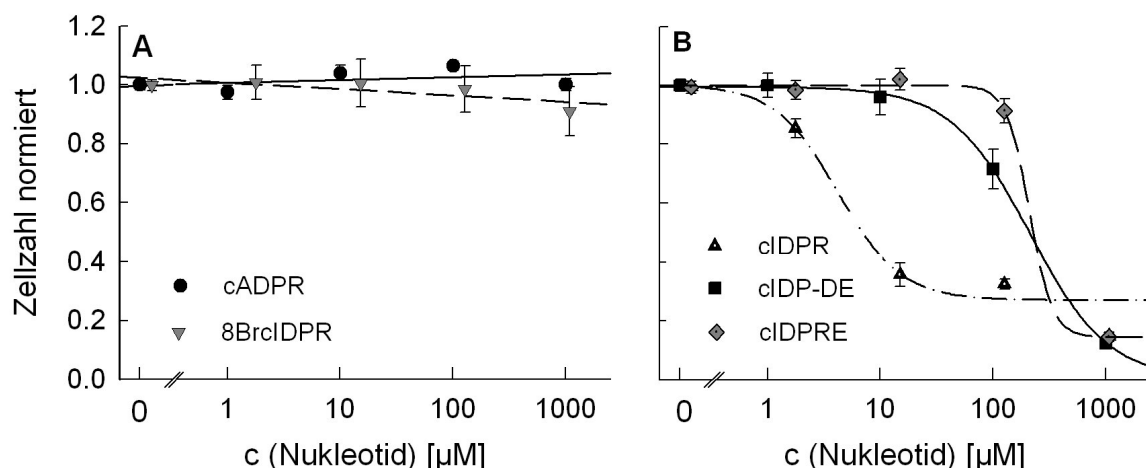 A
B
1.2
1.0
0.8
0.6
0.4
0.2
0.0
Zellzahl normiert
cADPR
8BrcIDPR
cIDPR
cIDP-DE
cIDPRE
0 1 10 100 1000
0 1 10 100 1000
c (Nukleotid) [µM]
c (Nukleotid) [µM]